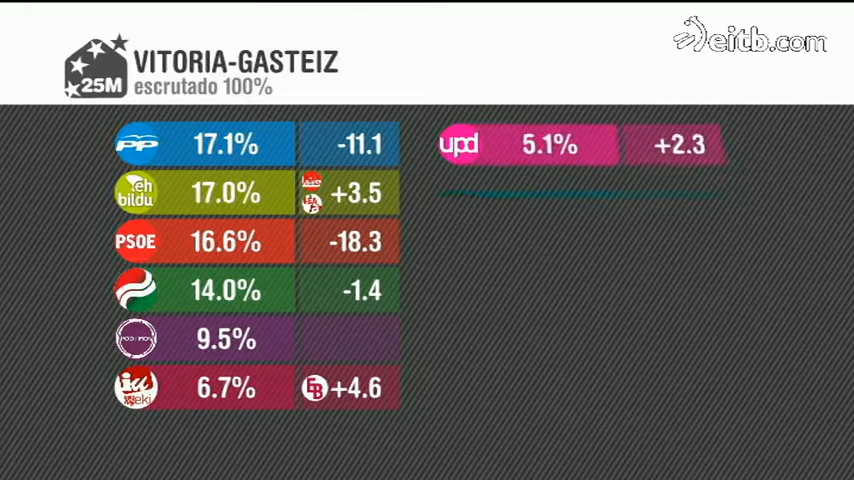 eitb.com
VITORIA-GASTEIZ
25M
escrutado 100%
PP 17.1% -11.1
eh bildu 17.0% +3.5
PSOE 16.6% -18.3
14.0% -1.4
9.5%
6.7% EB +4.6
upd 5.1% +2.3